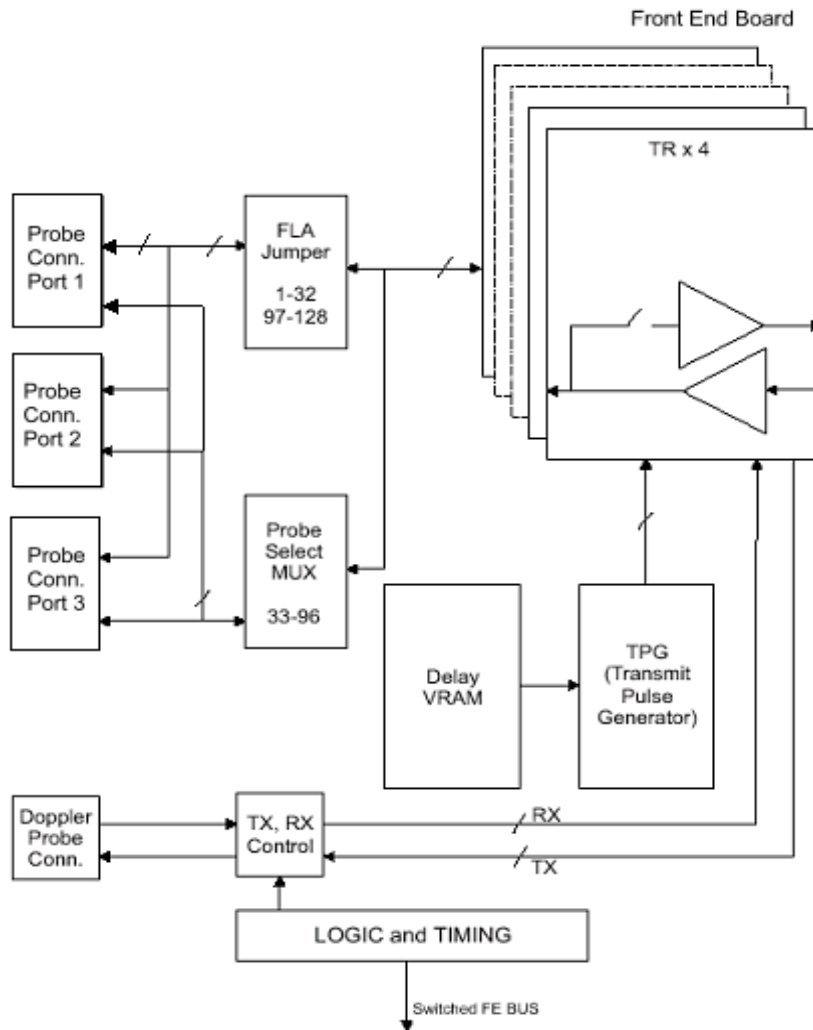 Front End Board
TR x 4
Probe
Conn.
Port 1
FLA
Jumper
1-32
97-128
Probe
Conn.
Port 2
Probe
Conn.
Port 3
Probe
Select
MUX
33-96
Delay
VRAM
TPG
(Transmit
Pulse
Generator)
Doppler
Probe
Conn.
TX, RX
Control
RX
TX
LOGIC and TIMING
Switched FE BUS